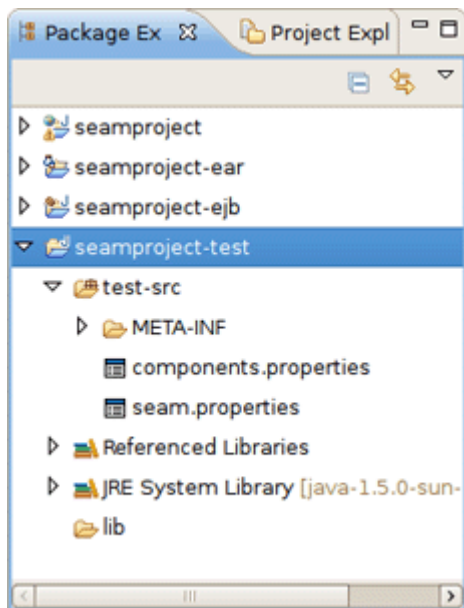 Package Ex
Project Expl
seamproject
seamproject-ear
seamproject-ejb
seamproject-test
test-src
META-INF
components.properties
seam.properties
Referenced Libraries
JRE System Library [java-1.5.0-sun-
lib